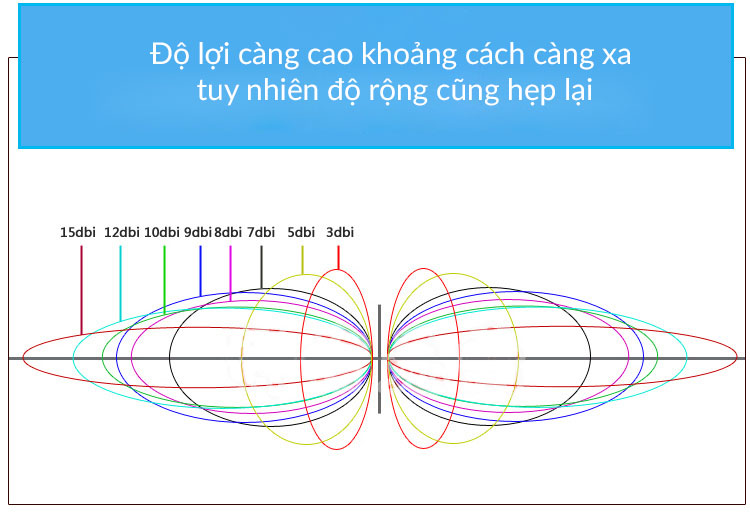 Độ lợi càng cao khoảng cách càng xa
tuy nhiên độ rộng cũng hẹp lại
15dbi 12dbi 10dbi 9dbi 8dbi 7dbi 5dbi 3dbi